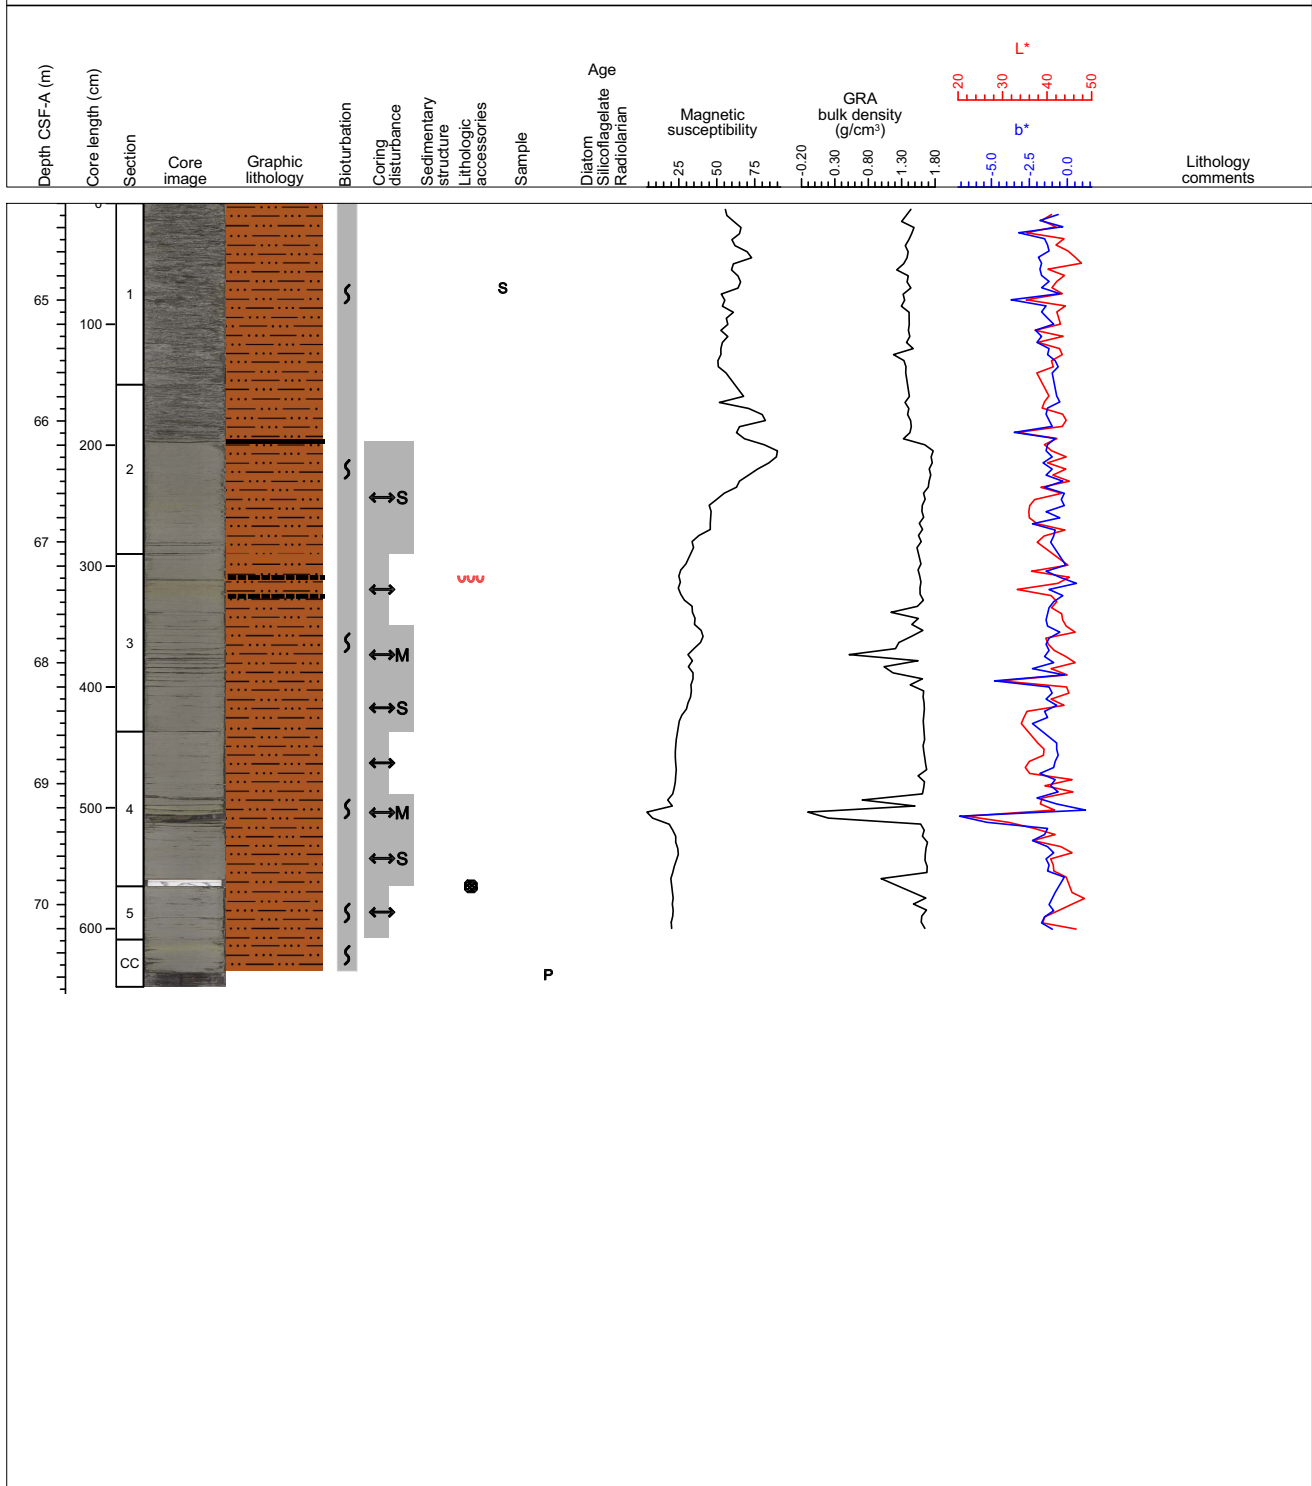 Depth CSF-A (m)
Core length (cm)
Section
Core
image
Graphic
lithology
Bioturbation
Coring
disturbance
Sedimentary
structure
Lithologic
accessories
Sample
Age
Diatom
Silicoflagelate
Radiolarian
Magnetic
susceptibility
25 50 75
GRA
bulk density
(g/cm³)
-0.20 0.30 0.80 1.30 1.80
L*
20 30 40 50
b*
-5.0 -2.5 0.0
Lithology
comments
0
1
S
65
100
66
200
2
S
67
300
3
M
68
400
S
69
4
500
M
S
70
5
600
CC
P